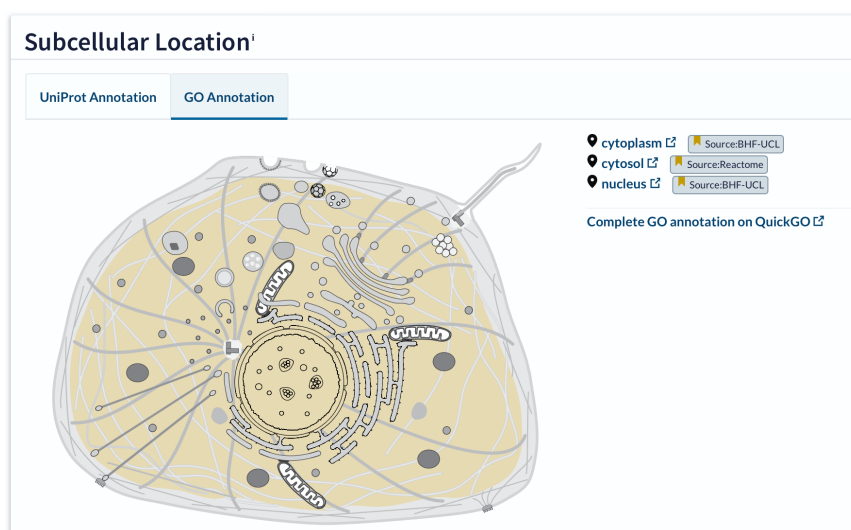 Subcellular Locationⁱ
UniProt Annotation GO Annotation
cytoplasm Source:BHF-UCL
cytosol Source:Reactome
nucleus Source:BHF-UCL
Complete GO annotation on QuickGO